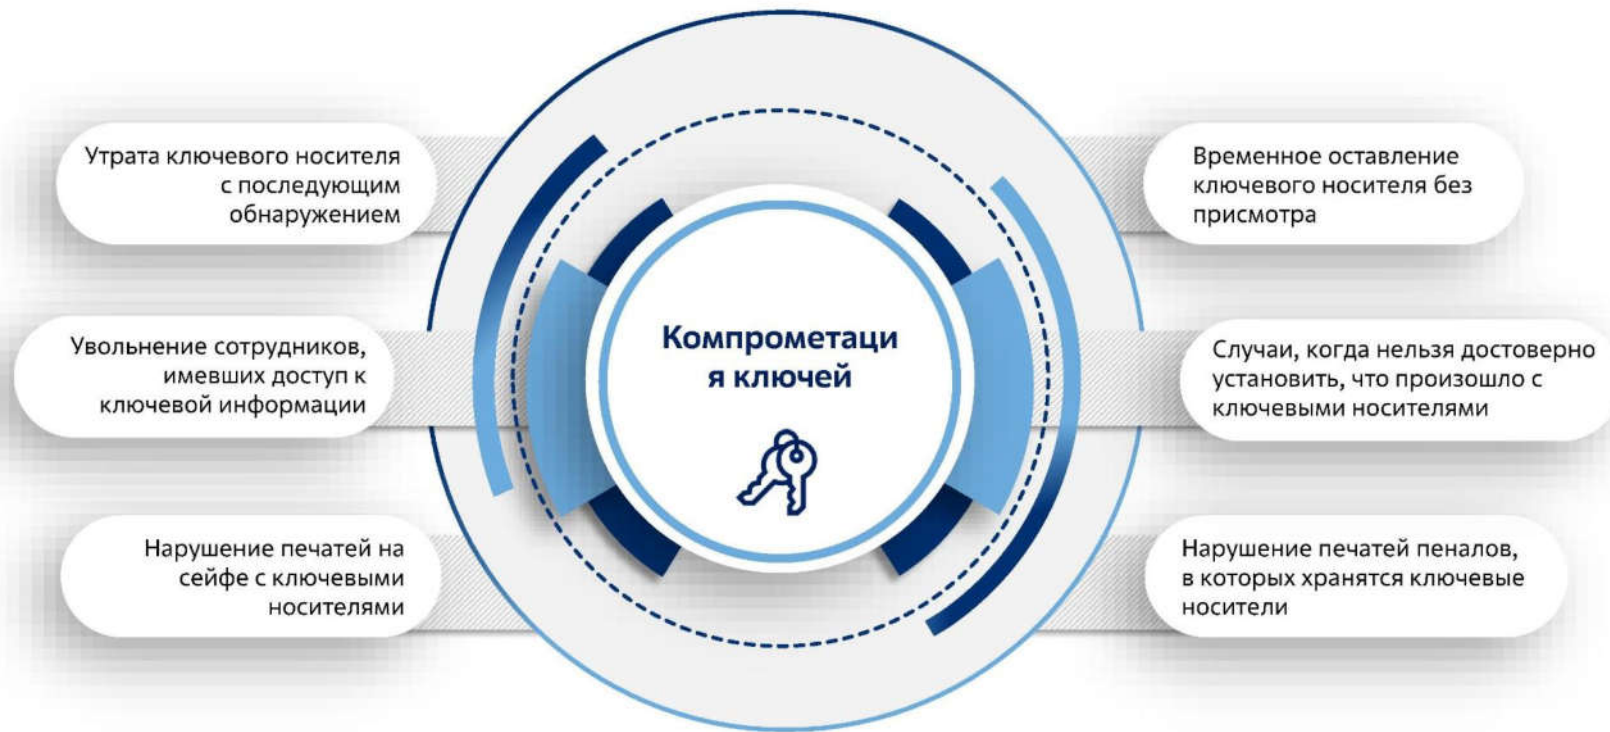 Утрата ключевого носителя
с последующим
обнаружением
Увольнение сотрудников,
имевших доступ к
ключевой информации
Нарушение печатей на
сейфе с ключевыми
носителями
Компрометаци
я ключей
Временное оставление
ключевого носителя без
присмотра
Случаи, когда нельзя достоверно
установить, что произошло с
ключевыми носителями
Нарушение печатей пеналов,
в которых хранятся ключевые
носители